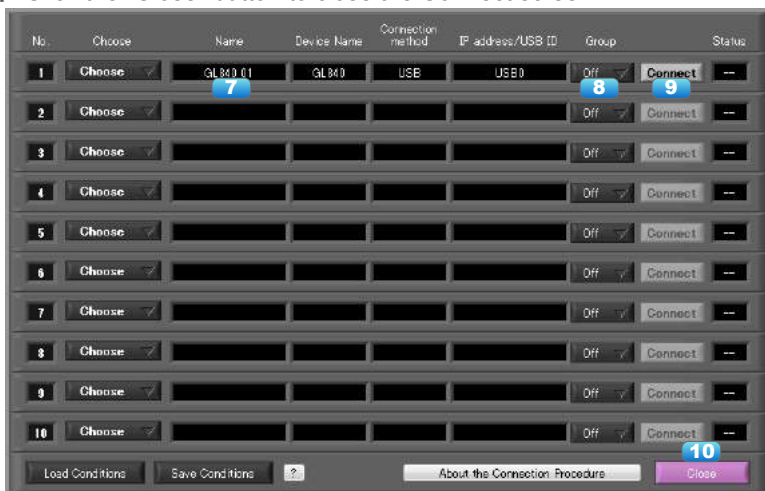 No. Choose Name Device Name Connection method IP address/USB ID Group Status
1 Choose GL840 01 GL840 USB USB0 Off Connect --
7 8 9
2 Choose Off Connect --
3 Choose Off Connect --
4 Choose Off Connect --
5 Choose Off Connect --
6 Choose Off Connect --
7 Choose Off Connect --
8 Choose Off Connect --
9 Choose Off Connect --
10 Choose Off Connect --
10
Load Conditions Save Conditions ? About the Connection Procedure Close